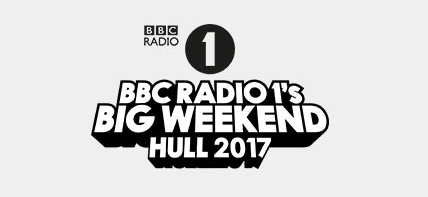 BBC
RADIO 1
BBC RADIO 1's
BIG WEEKEND
HULL 2017